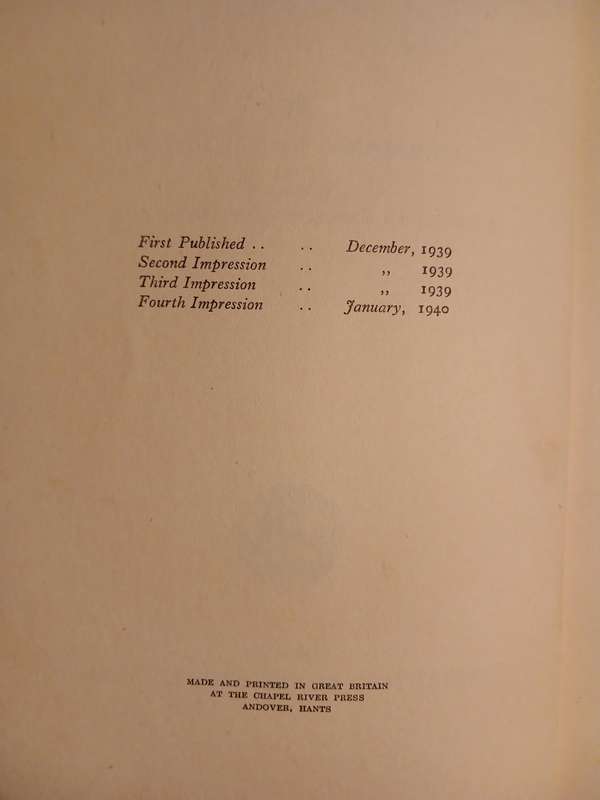 First Published .. .. December, 1939
Second Impression .. ,, 1939
Third Impression .. ,, 1939
Fourth Impression .. January, 1940
MADE AND PRINTED IN GREAT BRITAIN
AT THE CHAPEL RIVER PRESS
ANDOVER, HANTS